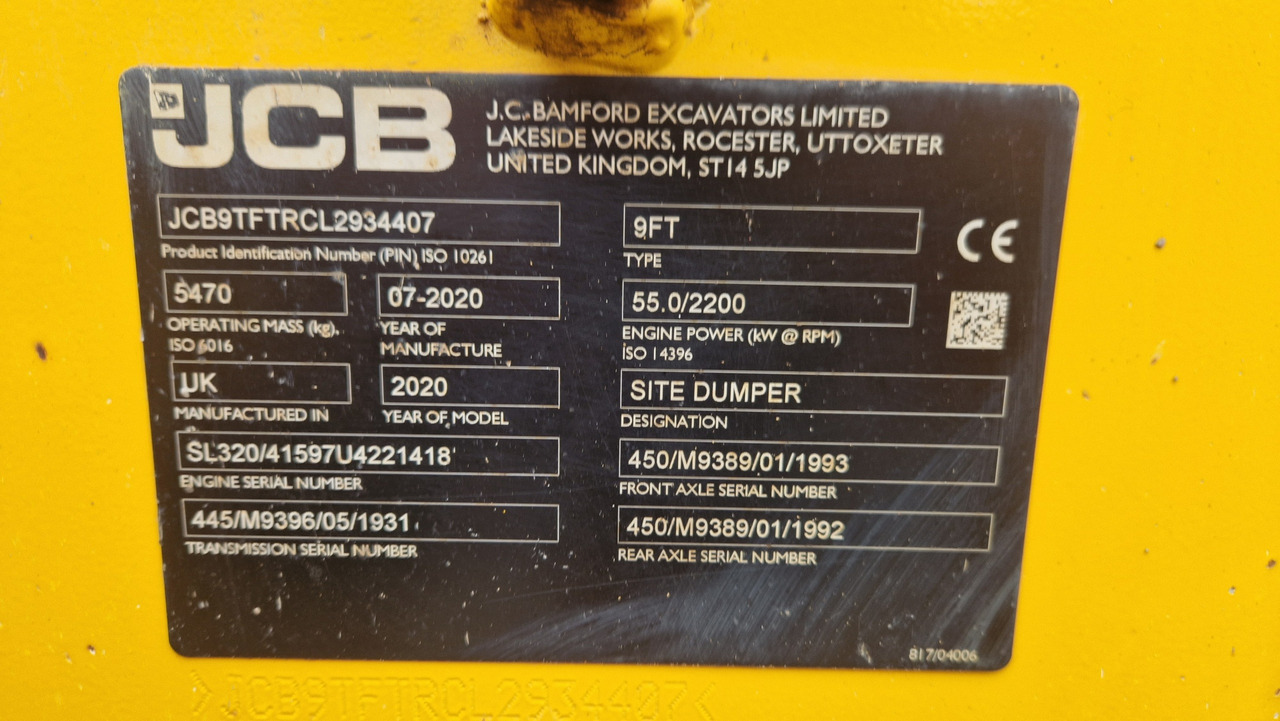 JCB
J.C. BAMFORD EXCAVATORS LIMITED
LAKESIDE WORKS, ROCESTER, UTTOXETER
UNITED KINGDOM, ST14 5JP
JCB9TFTRCL2934407
Product Identification Number (PIN) ISO 10261
9FT
TYPE
CE
5470
OPERATING MASS (kg),
ISO 6016
07-2020
YEAR OF
MANUFACTURE
55.0/2200
ENGINE POWER (kW @ RPM)
ISO 14396
UK
MANUFACTURED IN
2020
YEAR OF MODEL
SITE DUMPER
DESIGNATION
SL320/41597U4221418
ENGINE SERIAL NUMBER
450/M9389/01/1993
FRONT AXLE SERIAL NUMBER
445/M9396/05/1931
TRANSMISSION SERIAL NUMBER
450/M9389/01/1992
REAR AXLE SERIAL NUMBER
817/04006
>JCB9TFTRCL2934407<